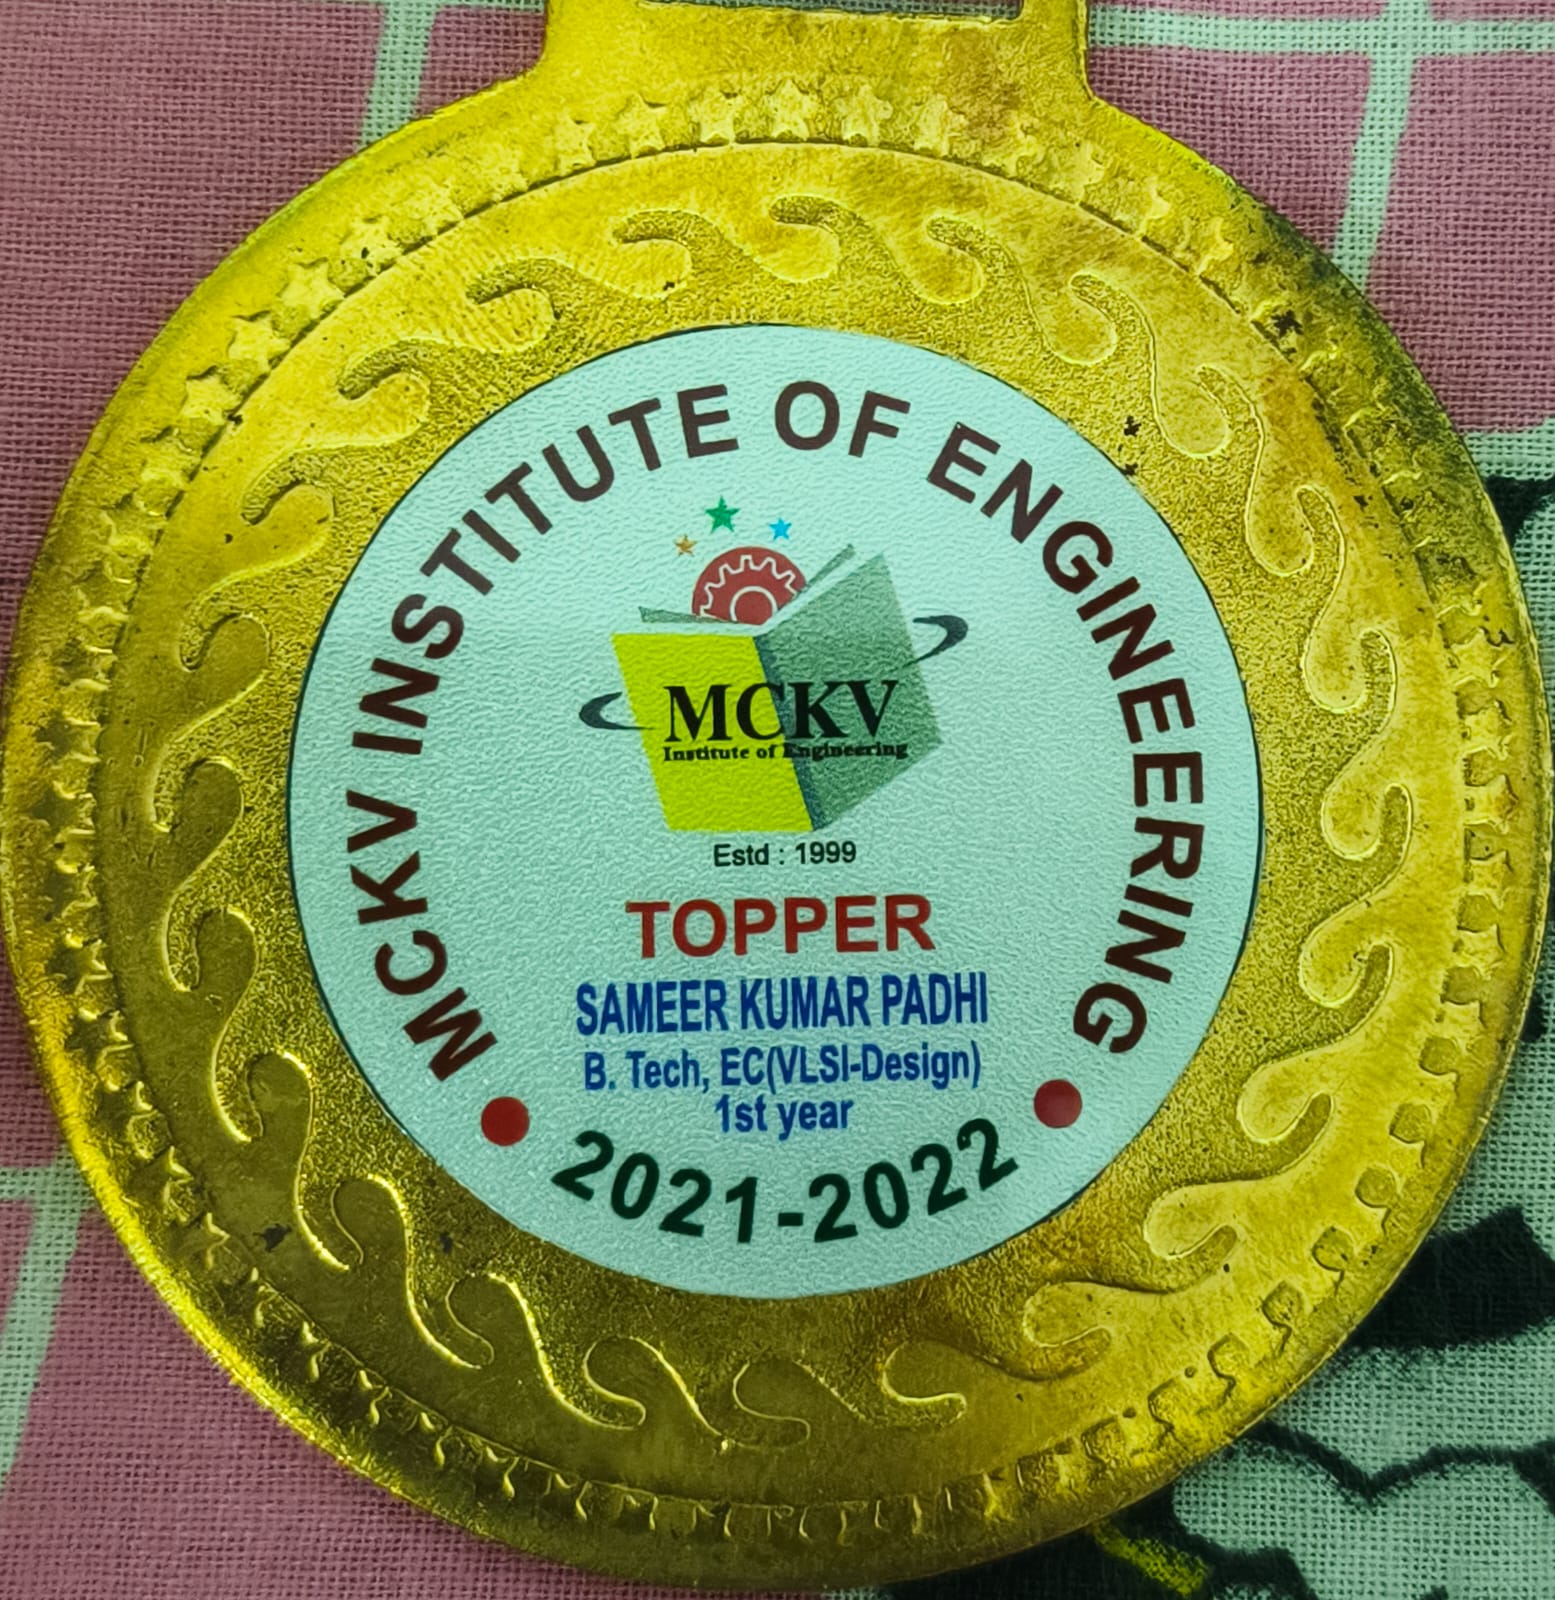 MCKV INSTITUTE OF ENGINEERING
MCKV
Institute of Engineering
Estd : 1999
TOPPER
SAMEER KUMAR PADHI
B. Tech, EC(VLSI-Design)
1st year
2021-2022